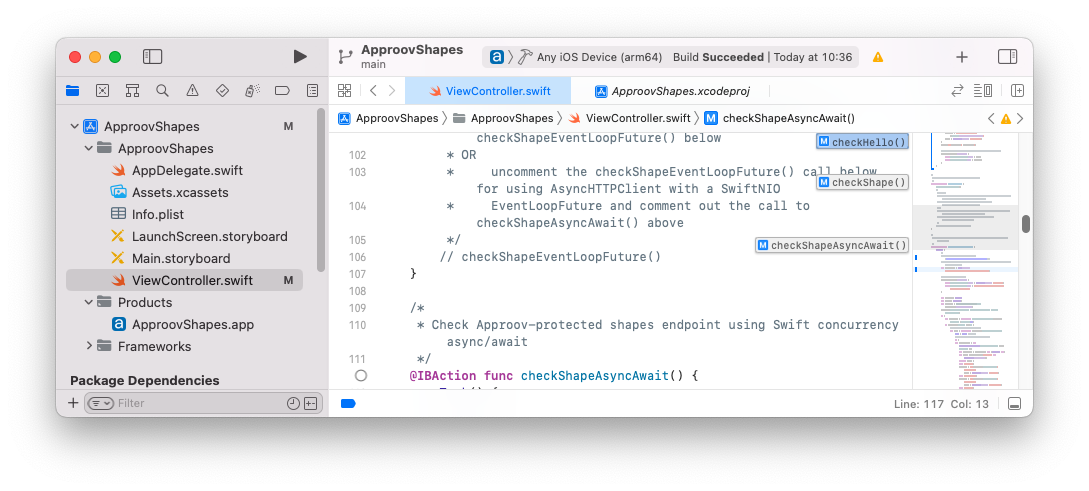 ApproovShapes
main
Any iOS Device (arm64) Build Succeeded | Today at 10:36
ViewController.swift
ApproovShapes.xcodeproj
ApproovShapes M
ApproovShapes
AppDelegate.swift
Assets.xcassets
Info.plist
LaunchScreen.storyboard
Main.storyboard
ViewController.swift M
Products
ApproovShapes.app
Frameworks
Package Dependencies
Filter
ApproovShapes ApproovShapes ViewController.swift M checkShapeAsyncAwait()
checkShapeEventLoopFuture() below
102 * OR
103 * uncomment the checkShapeEventLoopFuture() call below
for using AsyncHTTPClient with a SwiftNIO
104 * EventLoopFuture and comment out the call to
checkShapeAsyncAwait() above
105 */
106 // checkShapeEventLoopFuture()
107 }
108
109 /*
110 * Check Approov-protected shapes endpoint using Swift concurrency
async/await
111 */
@IBAction func checkShapeAsyncAwait() {
M checkHello()
M checkShape()
M checkShapeAsyncAwait()
Line: 117 Col: 13